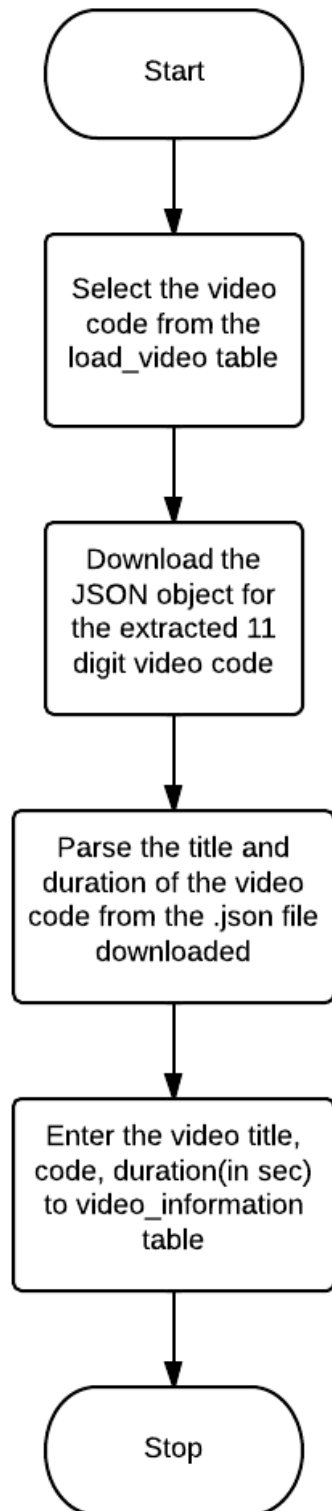 Start
Select the video
code from the
load_video table
Download the
JSON object for
the extracted 11
digit video code
Parse the title and
duration of the video
code from the .json file
downloaded
Enter the video title,
code, duration(in sec)
to video_information
table
Stop